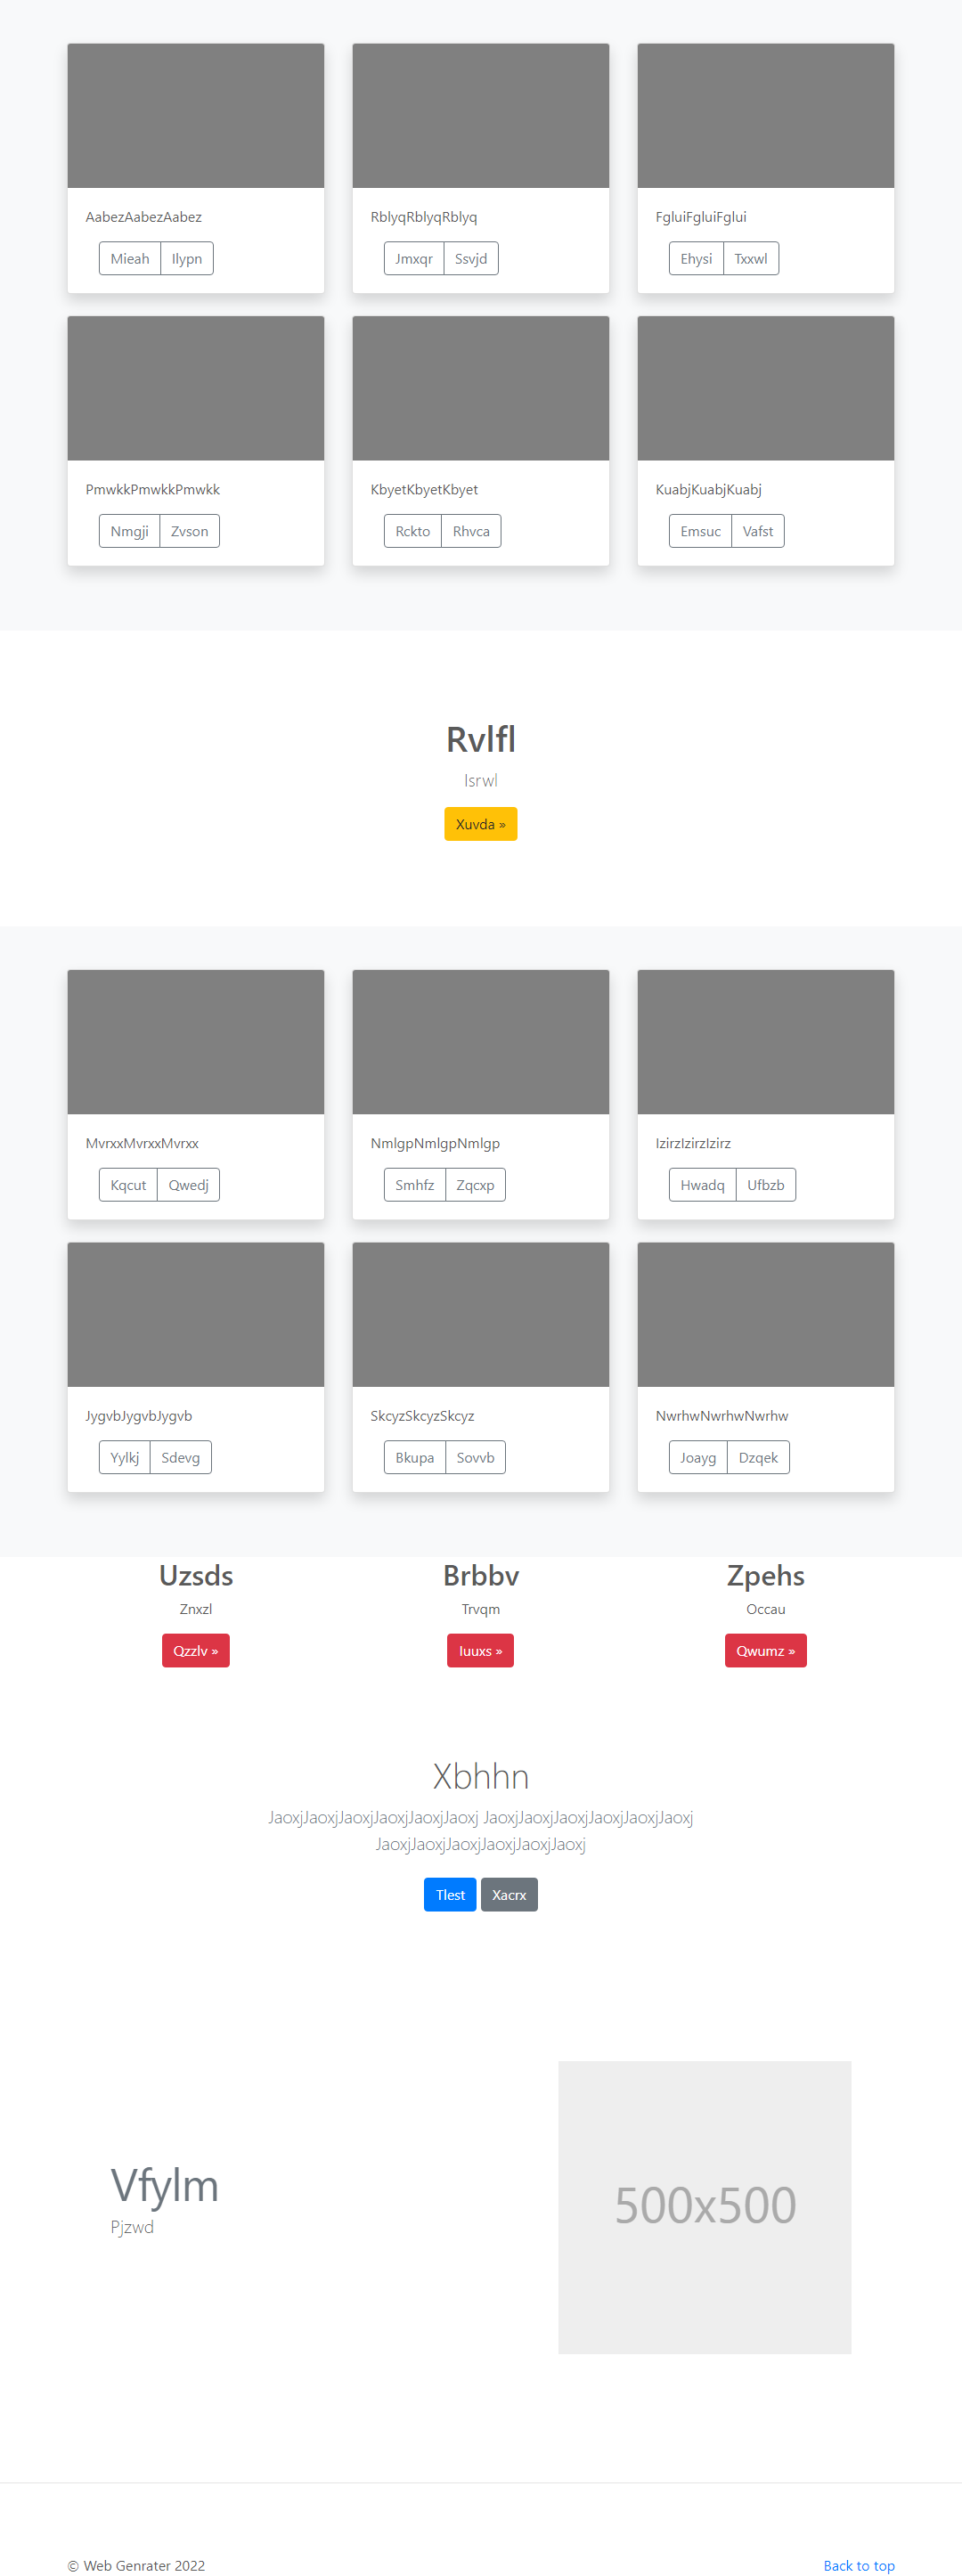 AabezAabezAabez
Mieah Ilypn
RblyqRblyqRblyq
Jmxqr Ssvjd
FgluiFgluiFglui
Ehysi Txxwl
PmwkkPmwkkPmwkk
Nmgji Zvson
KbyetKbyetKbyet
Rckto Rhvca
KuabjKuabjKuabj
Emsuc Vafst
Rvlfl
Isrwl
Xuvda »
MvrxxMvrxxMvrxx
Kqcut Qwedj
NmlgpNmlgpNmlgp
Smhfz Zqcxp
IzirzIzirzIzirz
Hwadq Ufbzb
JygvbJygvbJygvb
Yylkj Sdevg
SkcyzSkcyzSkcyz
Bkupa Sovvb
NwrhwNwrhwNwrhw
Joayg Dzqek
Uzsds
Znxzl
Qzzlv »
Brbbv
Trvqm
Iuuxs »
Zpehs
Occau
Qwumz »
Xbhhn
JaoxjJaoxjJaoxjJaoxjJaoxjJaoxj JaoxjJaoxjJaoxjJaoxjJaoxjJaoxj
JaoxjJaoxjJaoxjJaoxjJaoxjJaoxj
Tlest Xacrx
Vfylm
Pjzwd
500x500
© Web Genrater 2022
Back to top